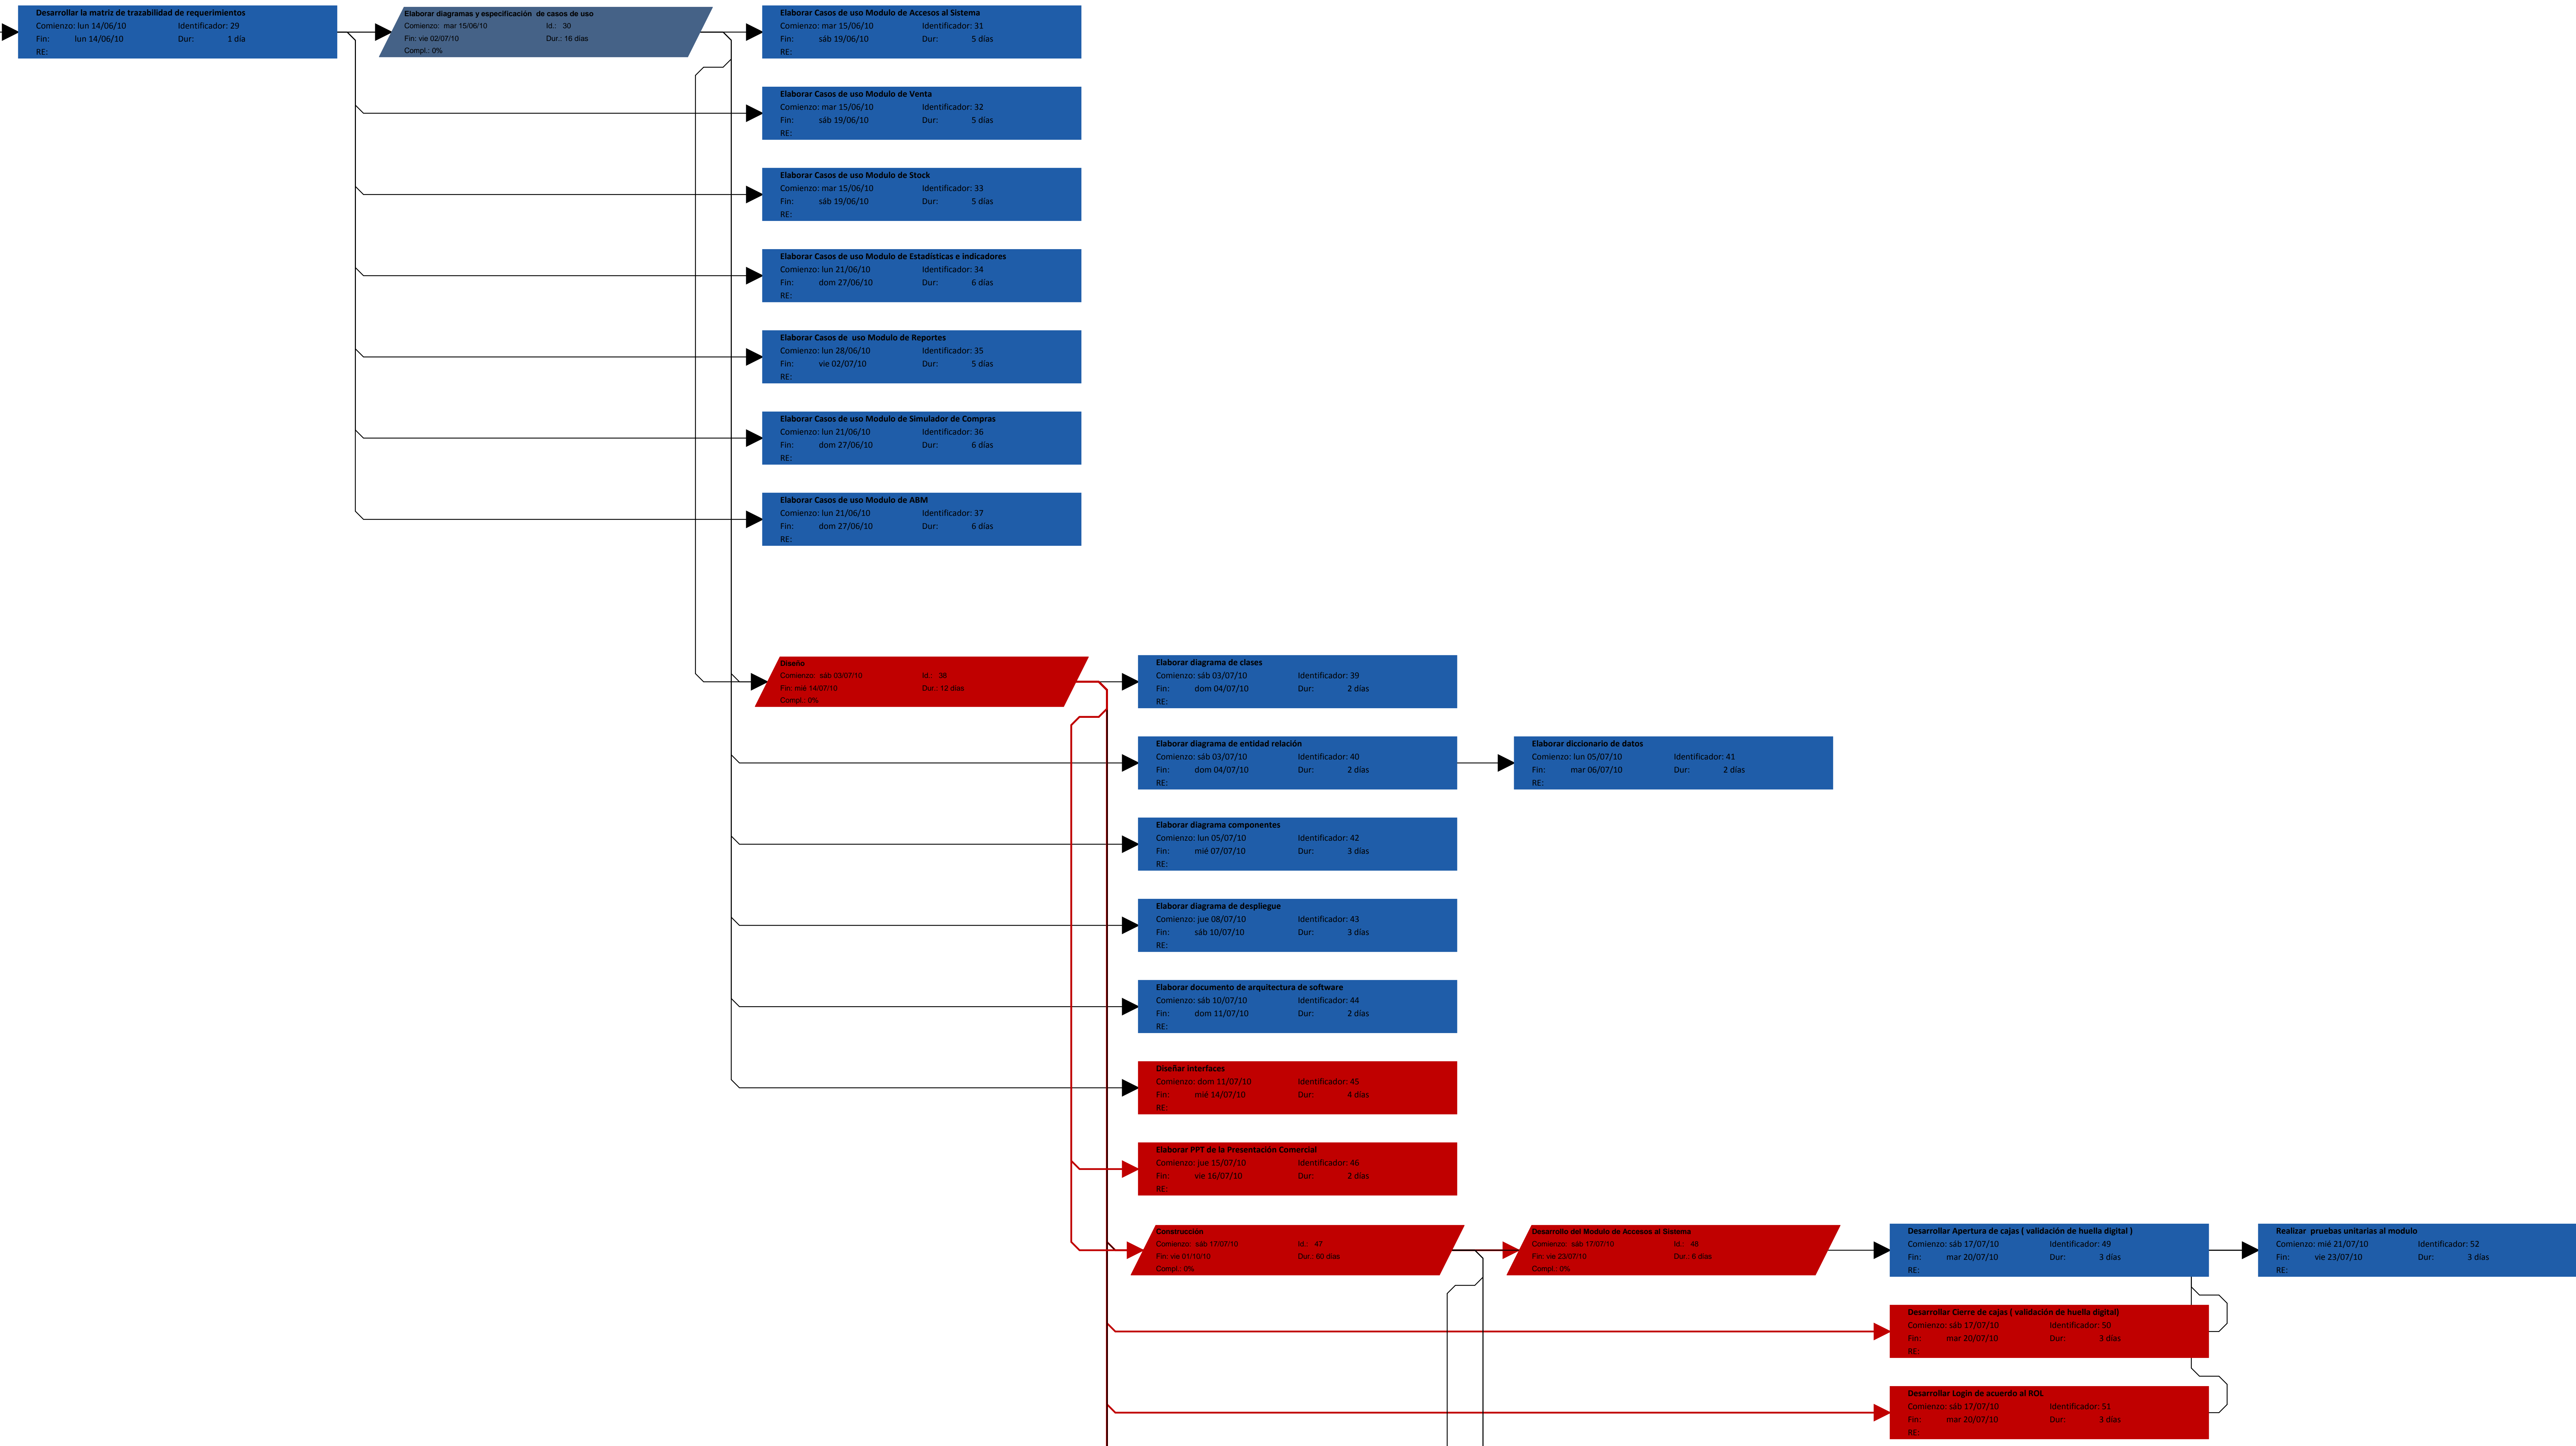 Desarrollar la matriz de trazabilidad de requerimientos
Comienzo: lun 14/06/10 Identificador: 29
Fin: lun 14/06/10 Dur: 1 día
RE:
Elaborar diagramas y especificación de casos de uso
Comienzo: mar 15/06/10 Id.: 30
Fin: vie 02/07/10 Dur.: 16 días
Compl.: 0%
Elaborar Casos de uso Modulo de Accesos al Sistema
Comienzo: mar 15/06/10 Identificador: 31
Fin: sáb 19/06/10 Dur: 5 días
RE:
Elaborar Casos de uso Modulo de Venta
Comienzo: mar 15/06/10 Identificador: 32
Fin: sáb 19/06/10 Dur: 5 días
RE:
Elaborar Casos de uso Modulo de Stock
Comienzo: mar 15/06/10 Identificador: 33
Fin: sáb 19/06/10 Dur: 5 días
RE:
Elaborar Casos de uso Modulo de Estadísticas e indicadores
Comienzo: lun 21/06/10 Identificador: 34
Fin: dom 27/06/10 Dur: 6 días
RE:
Elaborar Casos de uso Modulo de Reportes
Comienzo: lun 28/06/10 Identificador: 35
Fin: vie 02/07/10 Dur: 5 días
RE:
Elaborar Casos de uso Modulo de Simulador de Compras
Comienzo: lun 21/06/10 Identificador: 36
Fin: dom 27/06/10 Dur: 6 días
RE:
Elaborar Casos de uso Modulo de ABM
Comienzo: lun 21/06/10 Identificador: 37
Fin: dom 27/06/10 Dur: 6 días
RE:
Diseño
Comienzo: sáb 03/07/10 Id.: 38
Fin: mié 14/07/10 Dur.: 12 días
Compl.: 0%
Elaborar diagrama de clases
Comienzo: sáb 03/07/10 Identificador: 39
Fin: dom 04/07/10 Dur: 2 días
RE:
Elaborar diagrama de entidad relación
Comienzo: sáb 03/07/10 Identificador: 40
Fin: dom 04/07/10 Dur: 2 días
RE:
Elaborar diccionario de datos
Comienzo: lun 05/07/10 Identificador: 41
Fin: mar 06/07/10 Dur: 2 días
RE:
Elaborar diagrama componentes
Comienzo: lun 05/07/10 Identificador: 42
Fin: mié 07/07/10 Dur: 3 días
RE:
Elaborar diagrama de despliegue
Comienzo: jue 08/07/10 Identificador: 43
Fin: sáb 10/07/10 Dur: 3 días
RE:
Elaborar documento de arquitectura de software
Comienzo: sáb 10/07/10 Identificador: 44
Fin: dom 11/07/10 Dur: 2 días
RE:
Diseñar interfaces
Comienzo: dom 11/07/10 Identificador: 45
Fin: mié 14/07/10 Dur: 4 días
RE:
Elaborar PPT de la Presentación Comercial
Comienzo: jue 15/07/10 Identificador: 46
Fin: vie 16/07/10 Dur: 2 días
RE:
Construcción
Comienzo: sáb 17/07/10 Id.: 47
Fin: vie 01/10/10 Dur.: 60 días
Compl.: 0%
Desarrollo del Modulo de Accesos al Sistema
Comienzo: sáb 17/07/10 Id.: 48
Fin: vie 23/07/10 Dur.: 6 días
Compl.: 0%
Desarrollar Apertura de cajas ( validación de huella digital )
Comienzo: sáb 17/07/10 Identificador: 49
Fin: mar 20/07/10 Dur: 3 días
RE:
Realizar pruebas unitarias al modulo
Comienzo: mié 21/07/10 Identificador: 52
Fin: vie 23/07/10 Dur: 3 días
RE:
Desarrollar Cierre de cajas ( validación de huella digital)
Comienzo: sáb 17/07/10 Identificador: 50
Fin: mar 20/07/10 Dur: 3 días
RE:
Desarrollar Login de acuerdo al ROL
Comienzo: sáb 17/07/10 Identificador: 51
Fin: mar 20/07/10 Dur: 3 días
RE: